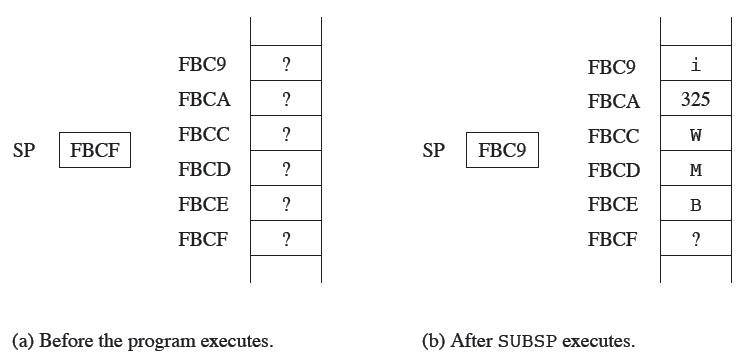 FBC9 ?
FBCA ?
FBCC ?
SP FBCF
FBCD ?
FBCE ?
FBCF ?
(a) Before the program executes.
FBC9 i
FBCA 325
FBCC W
SP FBC9
FBCD M
FBCE B
FBCF ?
(b) After SUBSP executes.